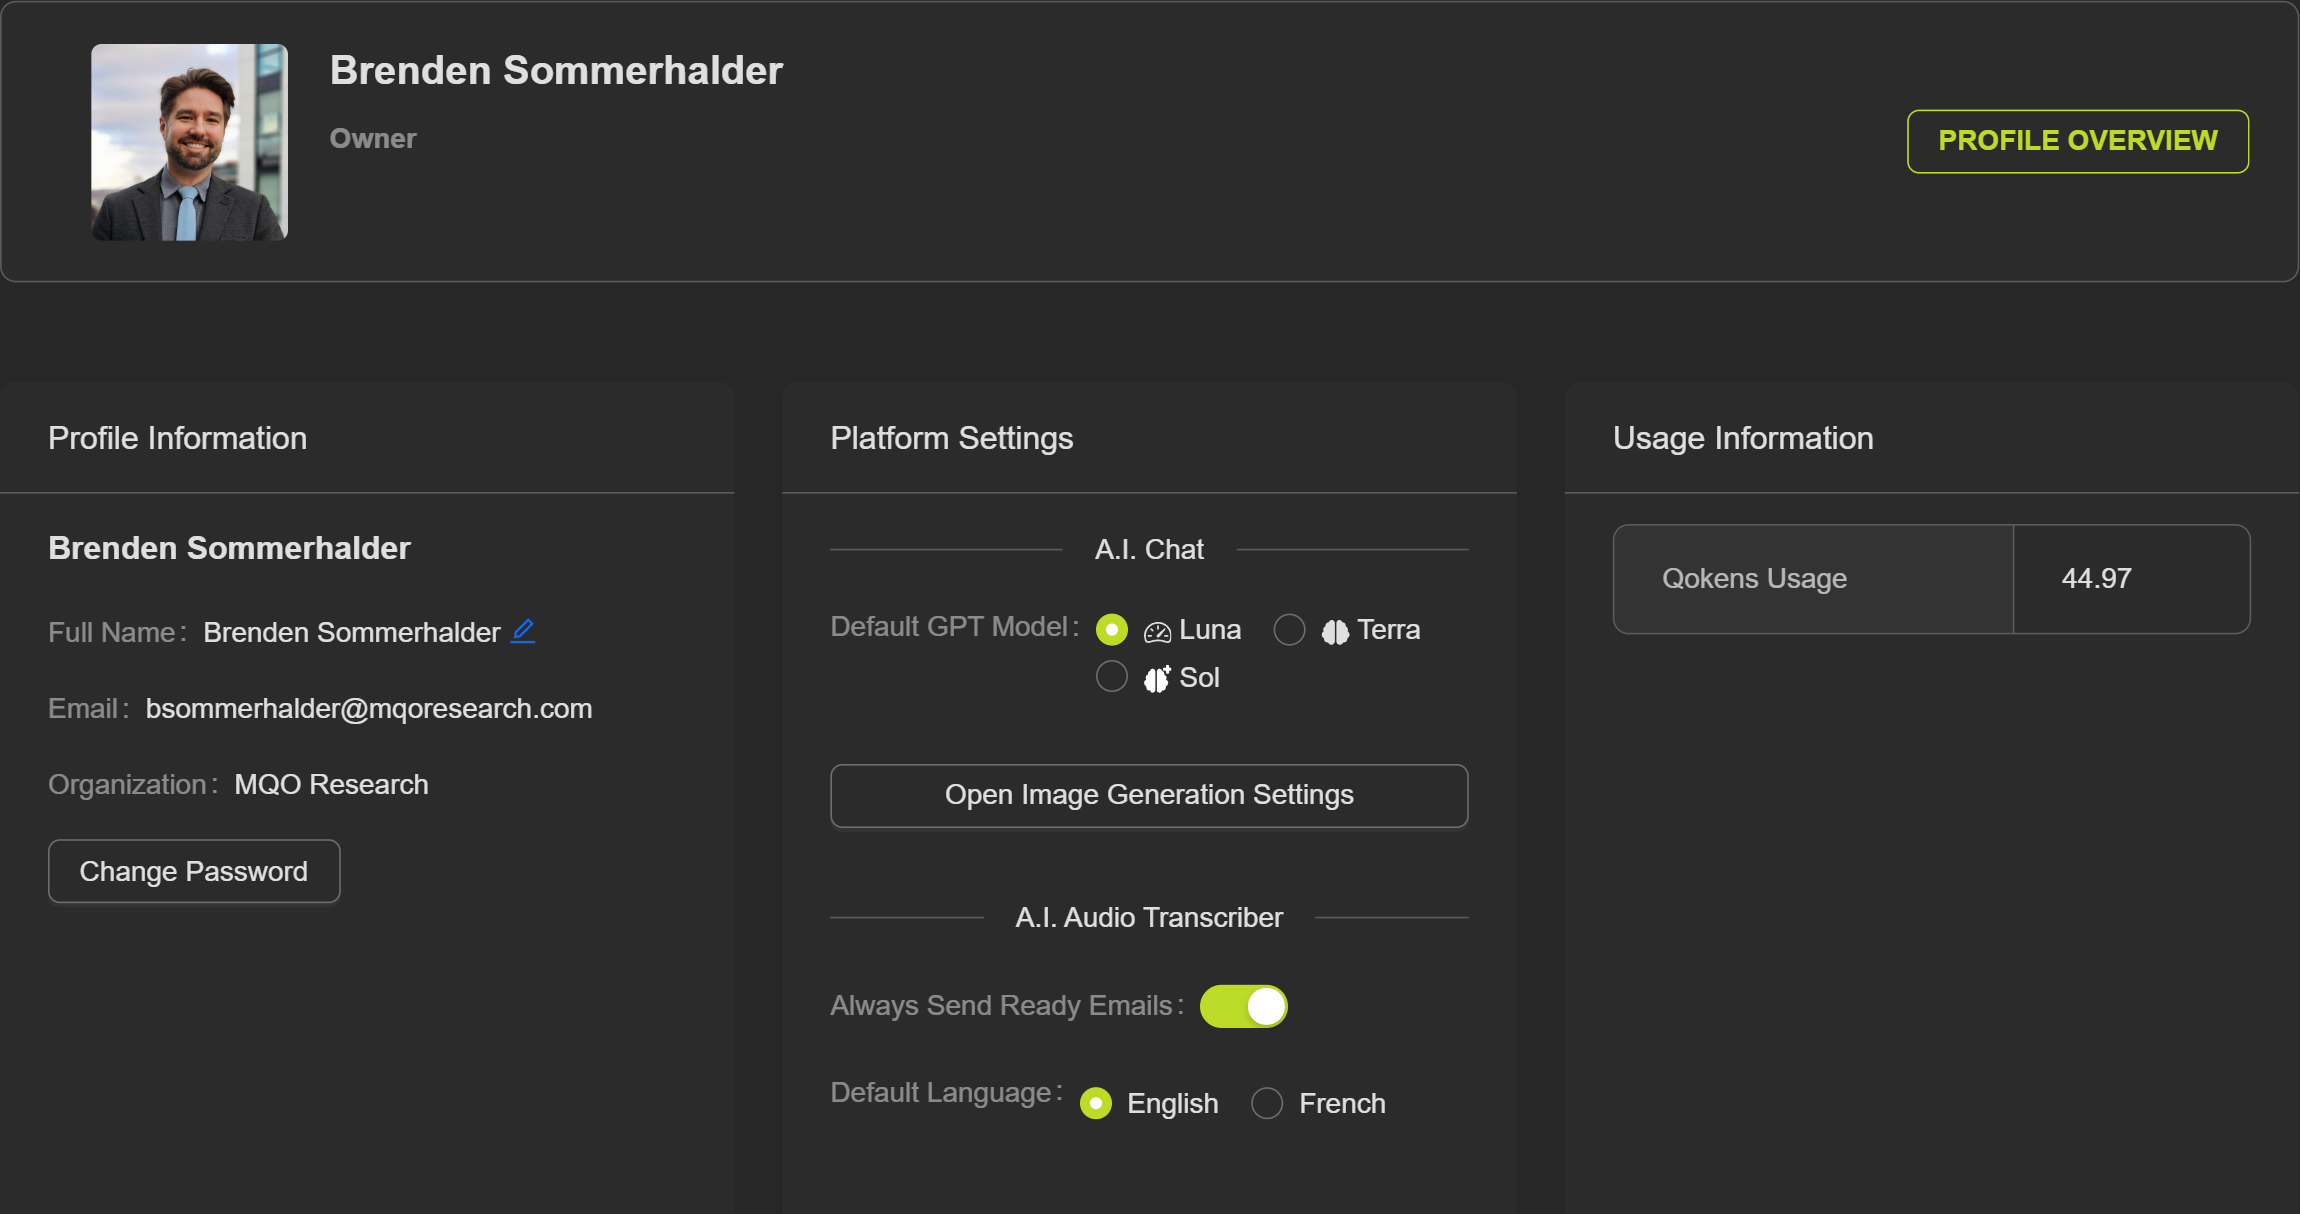 Brenden Sommerhalder
Owner
PROFILE OVERVIEW
Profile Information
Brenden Sommerhalder
Full Name: Brenden Sommerhalder
Email: bsommerhalder@mqoresearch.com
Organization: MQO Research
Change Password
Platform Settings
A.I. Chat
Default GPT Model: Luna Terra
Sol
Open Image Generation Settings
A.I. Audio Transcriber
Always Send Ready Emails:
Default Language: English French
Usage Information
Qokens Usage 44.97